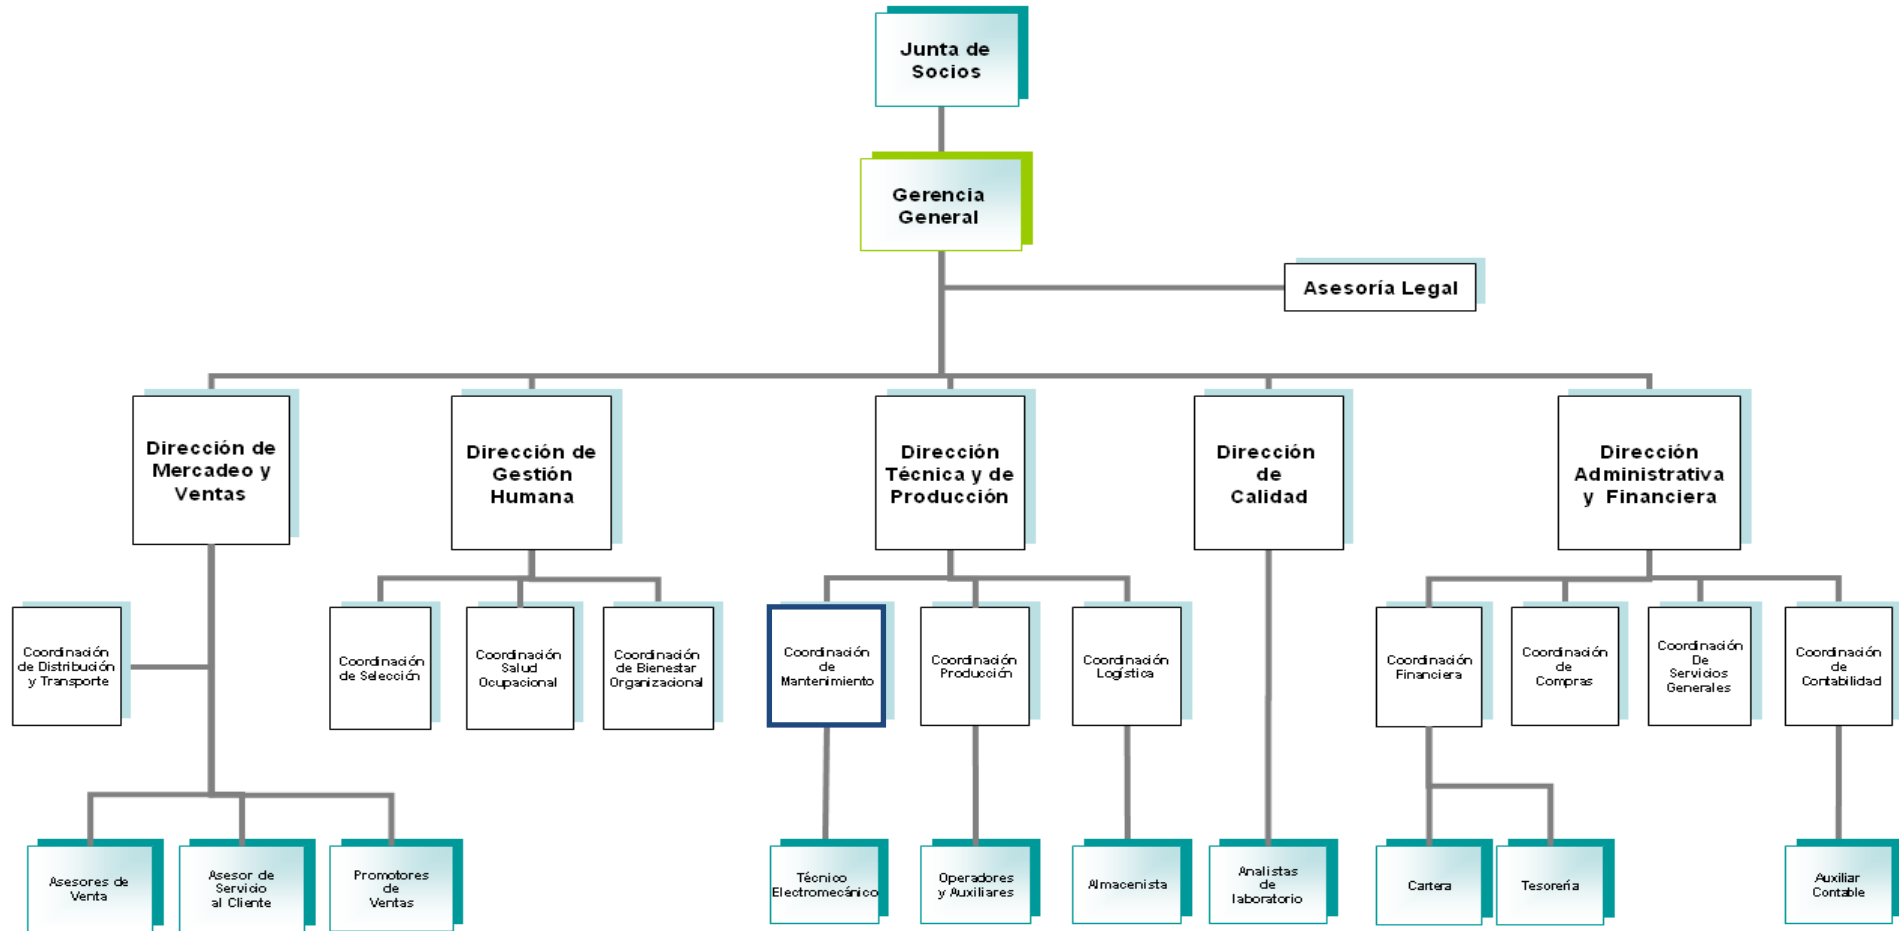 Junta de
Socios
Gerencia
General
Asesoría Legal
Dirección de
Mercadeo y
Ventas
Dirección de
Gestión
Humana
Dirección
Técnica y de
Producción
Dirección
de
Calidad
Dirección
Administrativa
y Financiera
Coordinación
de Distribución
y Transporte
Coordinación
de Selección
Coordinación
Salud
Ocupacional
Coordinación
de Bienestar
Organizacional
Coordinación
de
Mantenimiento
Coordinación
Producción
Coordinación
Logística
Coordinación
Financiera
Coordinación
de
Compras
Coordinación
De
Servicios
Generales
Coordinación
de
Contabilidad
Asesores de
Venta
Asesor de
Servicio
al Cliente
Promotores
de
Ventas
Técnico
Electromecánico
Operadores
y Auxiliares
Almacenista
Analistas
de
laboratorio
Cartera
Tesorería
Auxiliar
Contable